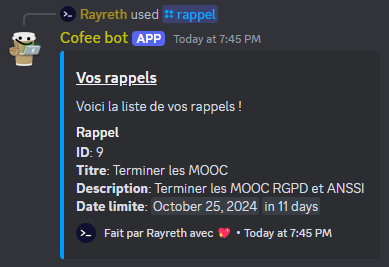 Rayreth used rappel
Cofee bot APP Today at 7:45 PM
Vos rappels
Voici la liste de vos rappels !
Rappel
ID: 9
Titre: Terminer les MOOC
Description: Terminer les MOOC RGPD et ANSSI
Date limite: October 25, 2024 in 11 days
Fait par Rayreth avec 💖 • Today at 7:45 PM